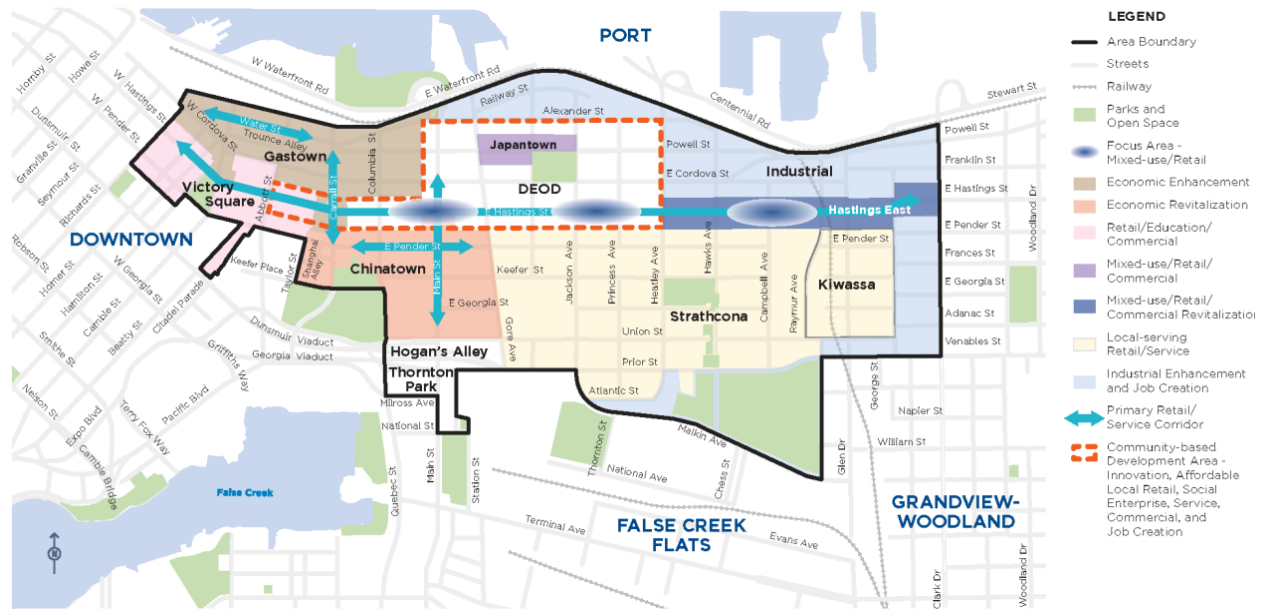 PORT
DOWNTOWN
FALSE CREEK
FLATS
GRANDVIEW-
WOODLAND
False Creek
N
Gastown
Victory
Square
Japantown
DEOD
Industrial
Hastings East
Chinatown
Strathcona
Kiwassa
Hogan's Alley
Thornton
Park
Hornby St
Howe St
W Hastings St
W Pender St
Dunsmuir St
Granville St
Seymour St
Richards St
Robson St
Homer St
Hamilton St
Camble St
Beatty St
W Georgia St
Citadel Parade
Smithe St
Nelson St
Expo Blvd
Terry Fox Way
Pacific Blvd
Griffiths Way
Cambie Bridge
W Waterfront Rd
E Waterfront Rd
Railway St
Alexander St
Centennial Rd
Stewart St
W Cordova St
Water St
Trounce Alley
Abbott St
Carrall St
Columbia St
Powell St
E Cordova St
E Hastings St
E Pender St
Main St
Shanghai
Alley
Taylor St
Keefer Place
Keefer St
E Georgia St
Gore Ave
Jackson Ave
Princess Ave
Heatley Ave
Hawks Ave
Campbell Ave
Raymur Ave
E Pender St
Union St
Prior St
Atlantic St
Dunsmuir Viaduct
Georgia Viaduct
Milross Ave
National St
Quebec St
Main St
Station St
Thornton St
Malkin Ave
National Ave
Chess St
Terminal Ave
Evans Ave
Glen Dr
George St
Napier St
William St
Clark Dr
Woodland Dr
Powell St
Franklin St
E Hastings St
E Pender St
Frances St
E Georgia St
Adanac St
Venables St
Woodland Dr
LEGEND
Area Boundary
Streets
Railway
Parks and
Open Space
Focus Area -
Mixed-use/Retail
Economic Enhancement
Economic Revitalization
Retail/Education/
Commercial
Mixed-use/Retail/
Commercial
Mixed-use/Retail/
Commercial Revitalization
Local-serving
Retail/Service
Industrial Enhancement
and Job Creation
Primary Retail/
Service Corridor
Community-based
Development Area -
Innovation, Affordable
Local Retail, Social
Enterprise, Service,
Commercial, and
Job Creation